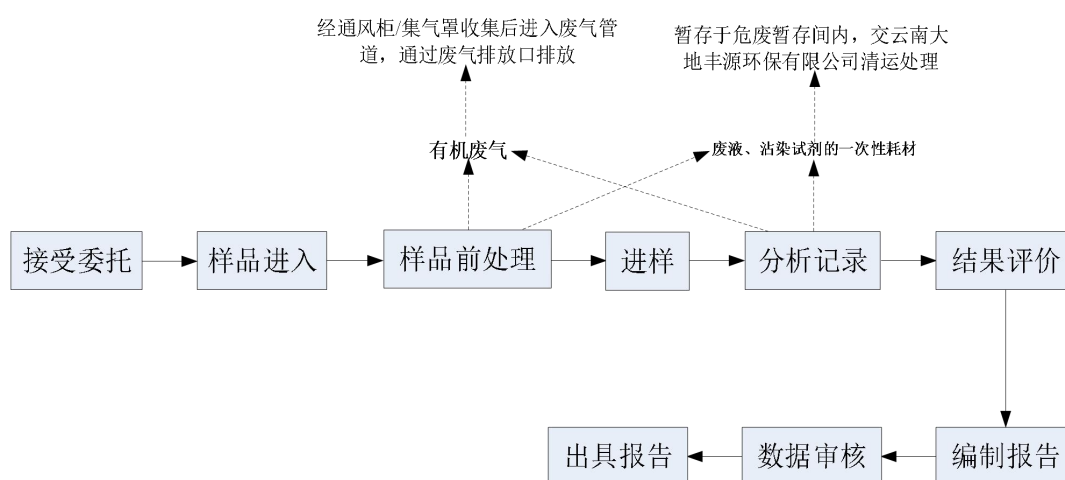 经通风柜/集气罩收集后进入废气管
道，通过废气排放口排放
暂存于危废暂存间内，交云南大
地丰源环保有限公司清运处理
有机废气
废液、沾染试剂的一次性耗材
接受委托
样品进入
样品前处理
进样
分析记录
结果评价
出具报告
数据审核
编制报告